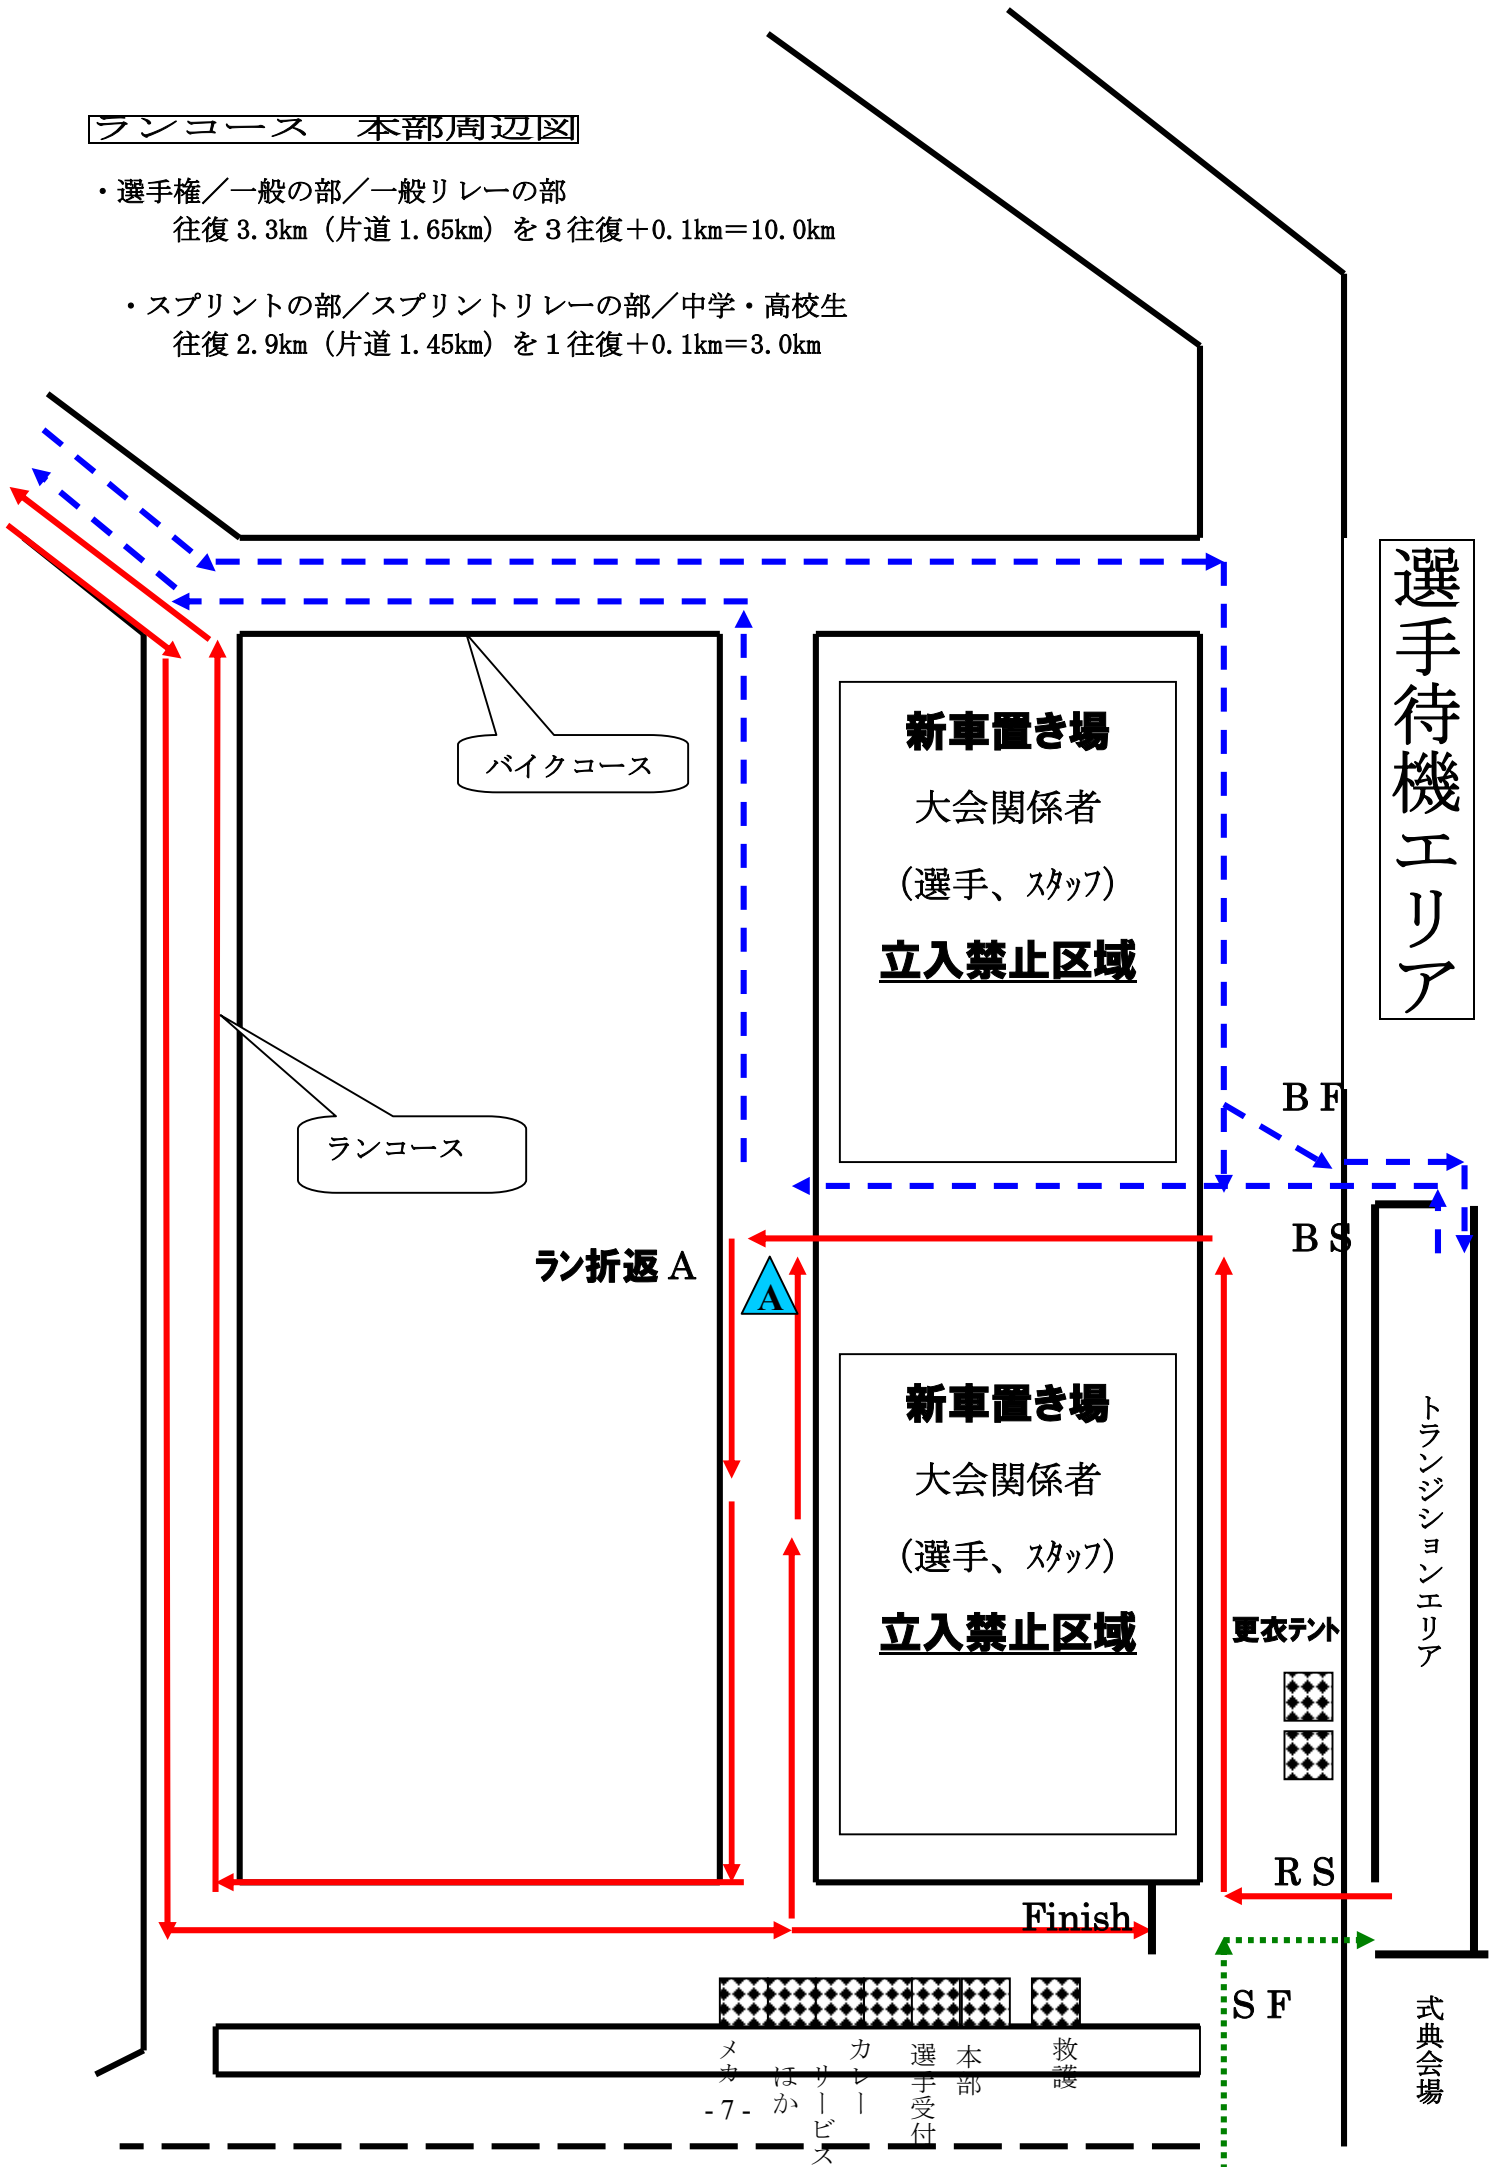 ランコース　本部周辺図
・選手権／一般の部／一般リレーの部
往復 3.3km（片道 1.65km）を３往復＋0.1km＝10.0km
・スプリントの部／スプリントリレーの部／中学・高校生
往復 2.9km（片道 1.45km）を１往復＋0.1km＝3.0km
選手待機エリア
新車置き場
大会関係者
（選手、ｽﾀｯﾌ）
立入禁止区域
バイクコース
ランコース
ＢＦ
ＢＳ
ラン折返 A
A
新車置き場
大会関係者
（選手、ｽﾀｯﾌ）
立入禁止区域
トランジションエリア
更衣テント
ＲＳ
Finish
ＳＦ
式典会場
メカ
ほか
リービス
カレー
選手受付
本部
救護
- 7 -